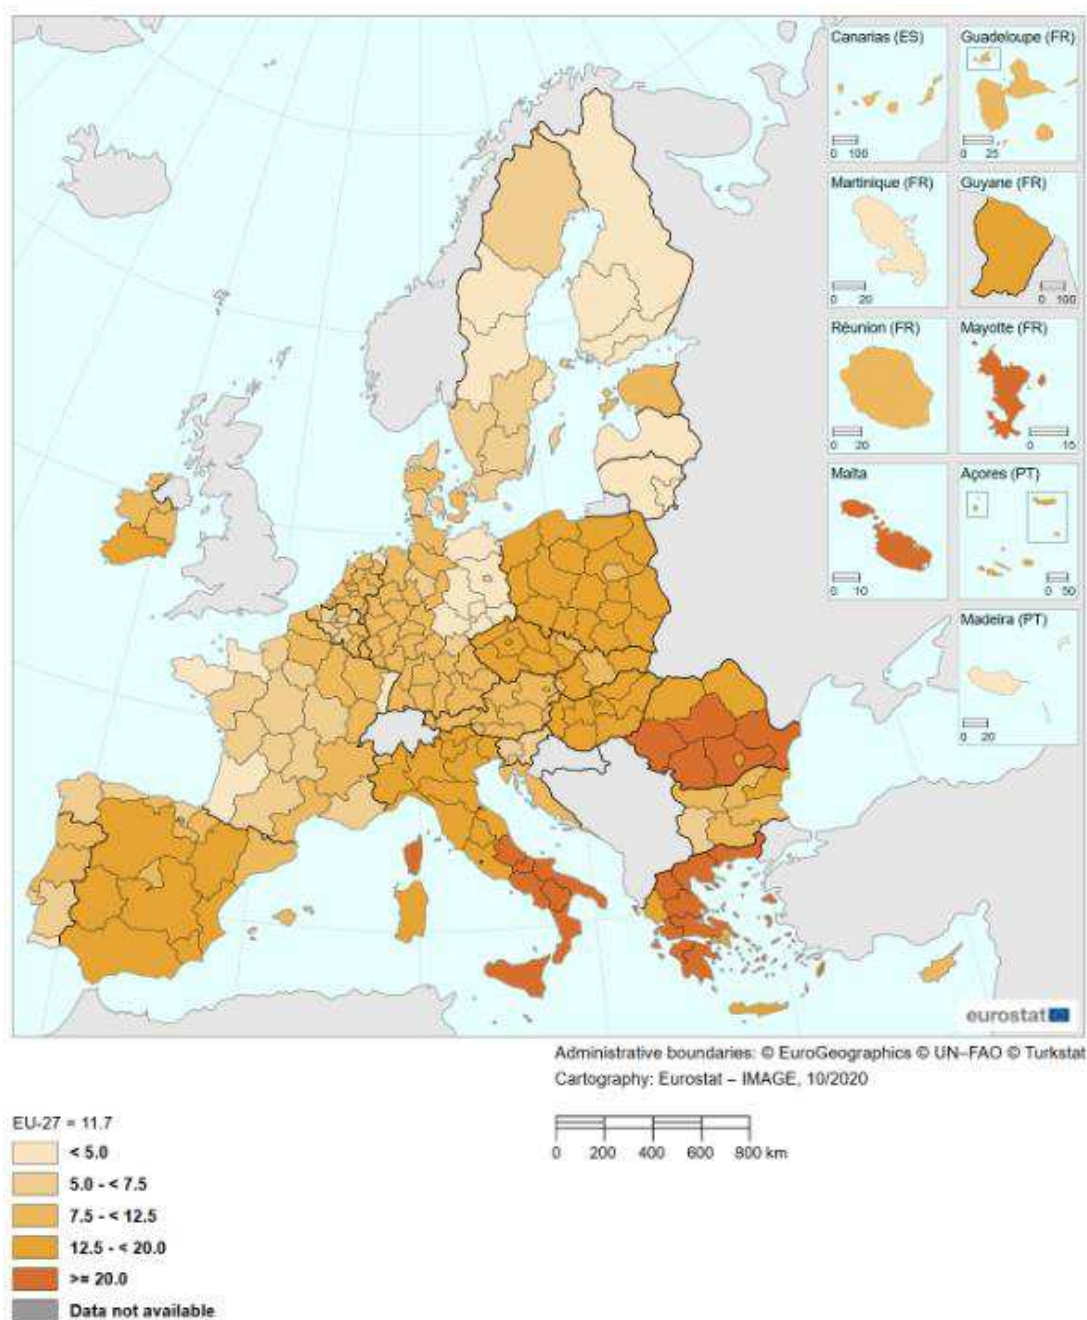 Canarias (ES)
0 100
Guadeloupe (FR)
0 25
Martinique (FR)
0 20
Guyane (FR)
0 100
Réunion (FR)
0 20
Mayotte (FR)
0 15
Malta
0 10
Açores (PT)
0 50
Madeira (PT)
0 20
eurostat
Administrative boundaries: © EuroGeographics © UN–FAO © Turkstat
Cartography: Eurostat – IMAGE, 10/2020
0 200 400 600 800 km
EU-27 = 11.7
< 5.0
5.0 - < 7.5
7.5 - < 12.5
12.5 - < 20.0
>= 20.0
Data not available